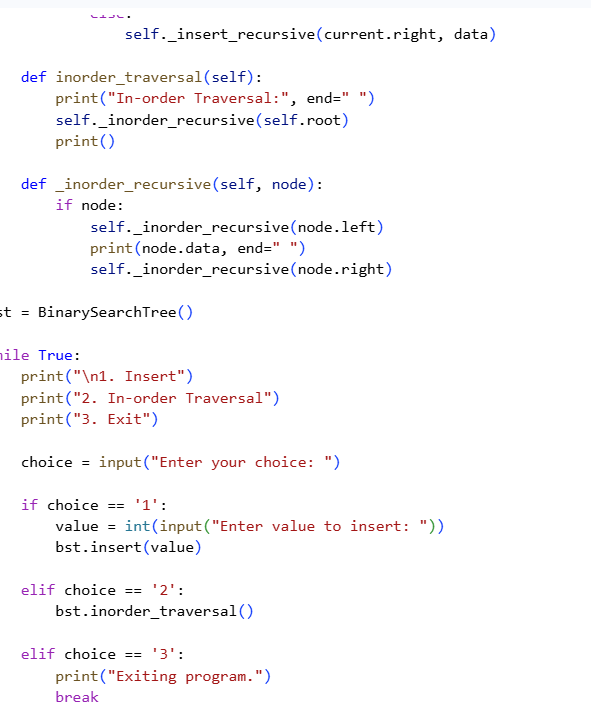 self._insert_recursive(current.right, data)
def inorder_traversal(self):
print("In-order Traversal:", end=" ")
self._inorder_recursive(self.root)
print()
def _inorder_recursive(self, node):
if node:
self._inorder_recursive(node.left)
print(node.data, end=" ")
self._inorder_recursive(node.right)
st = BinarySearchTree()
hile True:
print("\n1. Insert")
print("2. In-order Traversal")
print("3. Exit")
choice = input("Enter your choice: ")
if choice == '1':
value = int(input("Enter value to insert: "))
bst.insert(value)
elif choice == '2':
bst.inorder_traversal()
elif choice == '3':
print("Exiting program.")
break